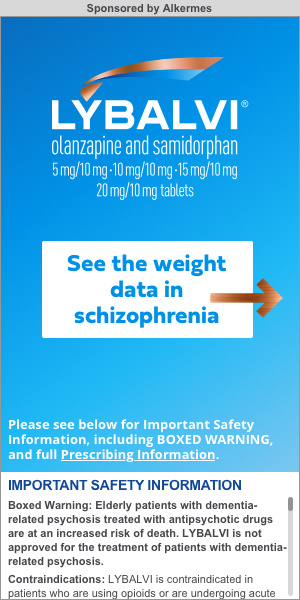 Sponsored by Alkermes
LYBALVI®
olanzapine and samidorphan
5 mg/10 mg · 10 mg/10 mg · 15 mg/10 mg
20 mg/10 mg tablets
See the weight
data in
schizophrenia
Please see below for Important Safety
Information, including BOXED WARNING,
and full Prescribing Information.
IMPORTANT SAFETY INFORMATION
Boxed Warning: Elderly patients with dementia-
related psychosis treated with antipsychotic drugs
are at an increased risk of death. LYBALVI is not
approved for the treatment of patients with dementia-
related psychosis.
Contraindications: LYBALVI is contraindicated in
patients who are using opioids or are undergoing acute